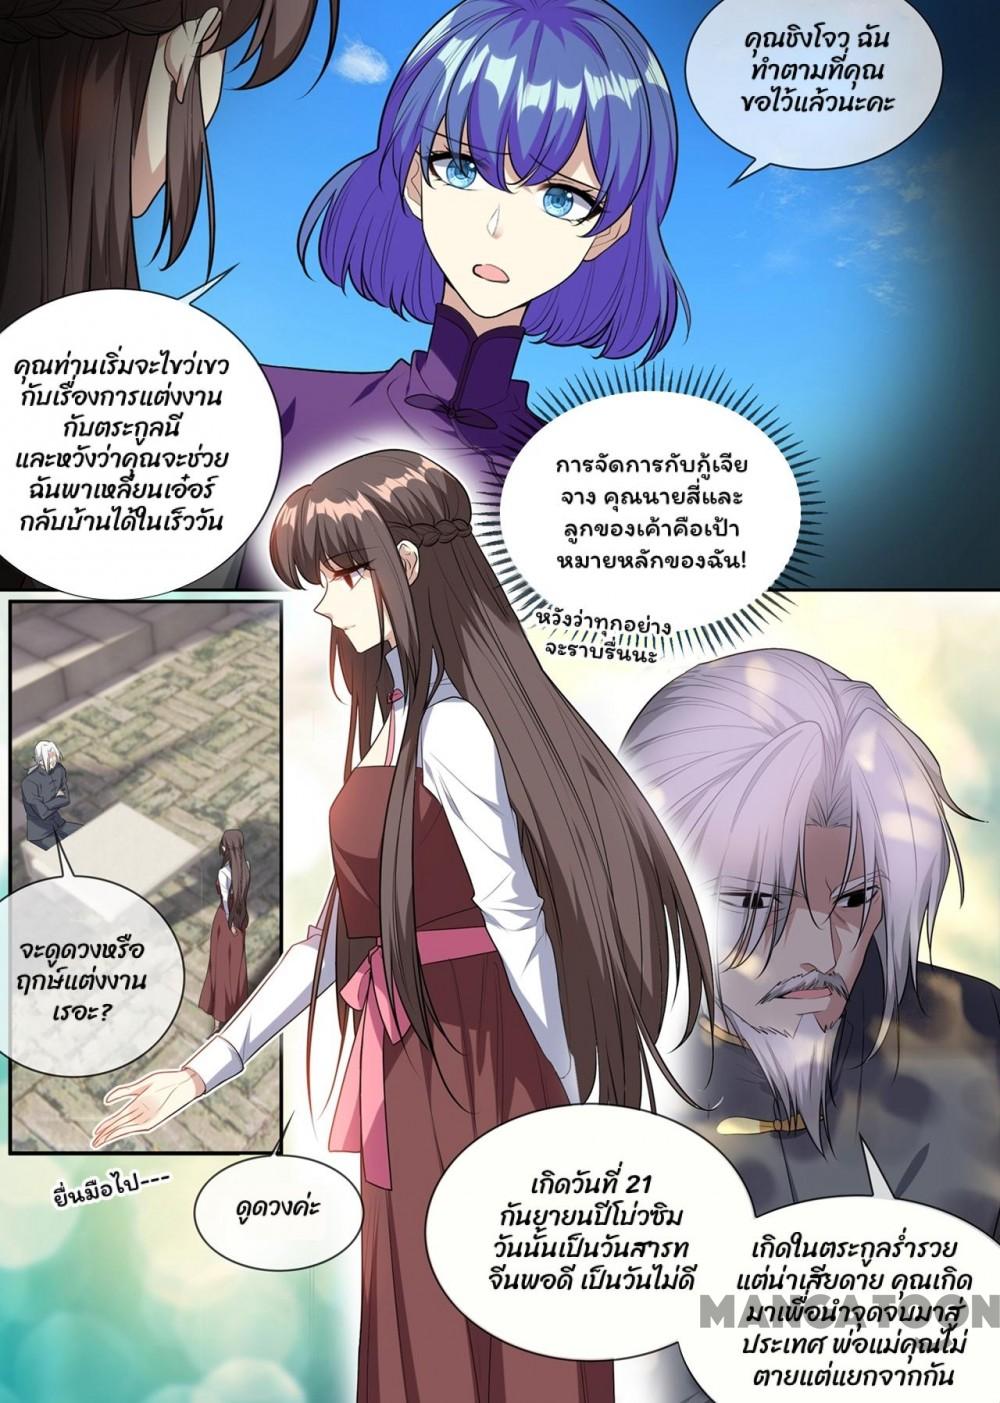 คุณชิงโจว ฉัน
ทำตามที่คุณ
ขอไว้แล้วนะคะ
คุณท่านเริ่มจะไขว่เขว
กับเรื่องการแต่งงาน
กับตระกูลนี
และหวังว่าคุณจะช่วย
ฉันพาเหลียนเอ๋อร์
กลับบ้านได้ในเร็ววัน
การจัดการกับกู้เจีย
จาง คุณนายสี่และ
ลูกของเค้าคือเป้า
หมายหลักของฉัน!
หวังว่าทุกอย่าง
จะราบรื่นนะ
จะดูดวงหรือ
ฤกษ์แต่งงาน
เรอะ?
ยื่นมือไป---
ดูดวงค่ะ
เกิดวันที่ 21
กันยายนปีโบ่วซิม
วันนั้นเป็นวันสารท
จีนพอดี เป็นวันไม่ดี
เกิดในตระกูลร่ำรวย
แต่น่าเสียดาย คุณเกิด
มาเพื่อนำจุดจบมาสู่
ประเทศ พ่อแม่คุณไม่
ตายแต่แยกจากกัน
MANGATOON